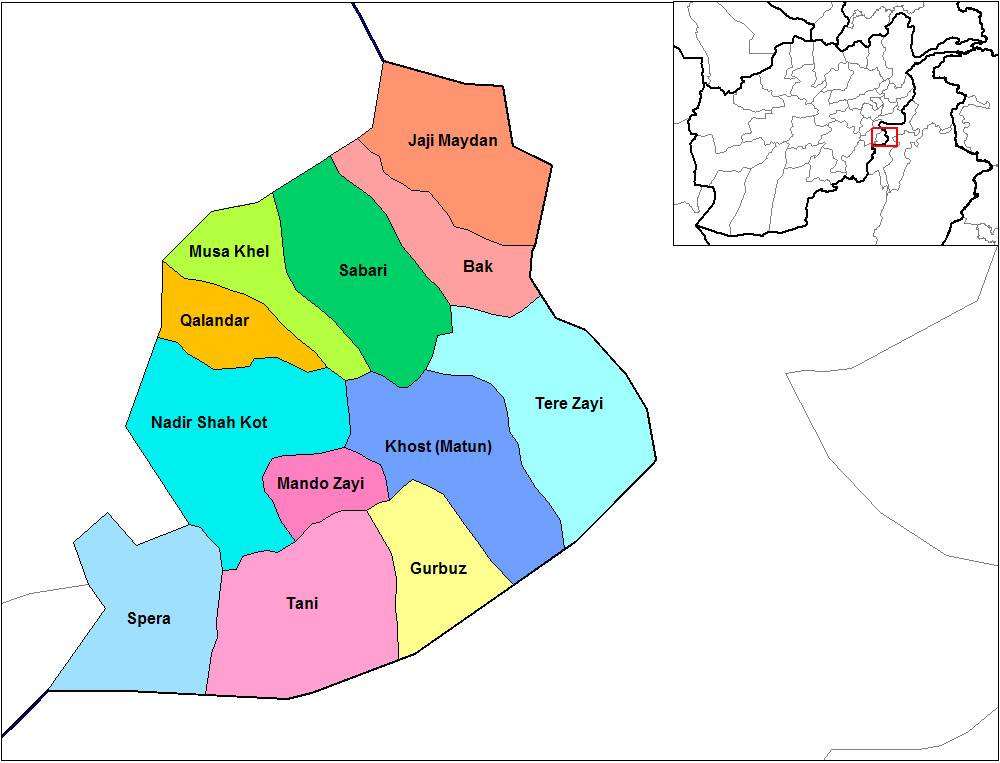 Jaji Maydan
Musa Khel
Sabari
Bak
Qalandar
Tere Zayi
Nadir Shah Kot
Khost (Matun)
Mando Zayi
Gurbuz
Tani
Spera